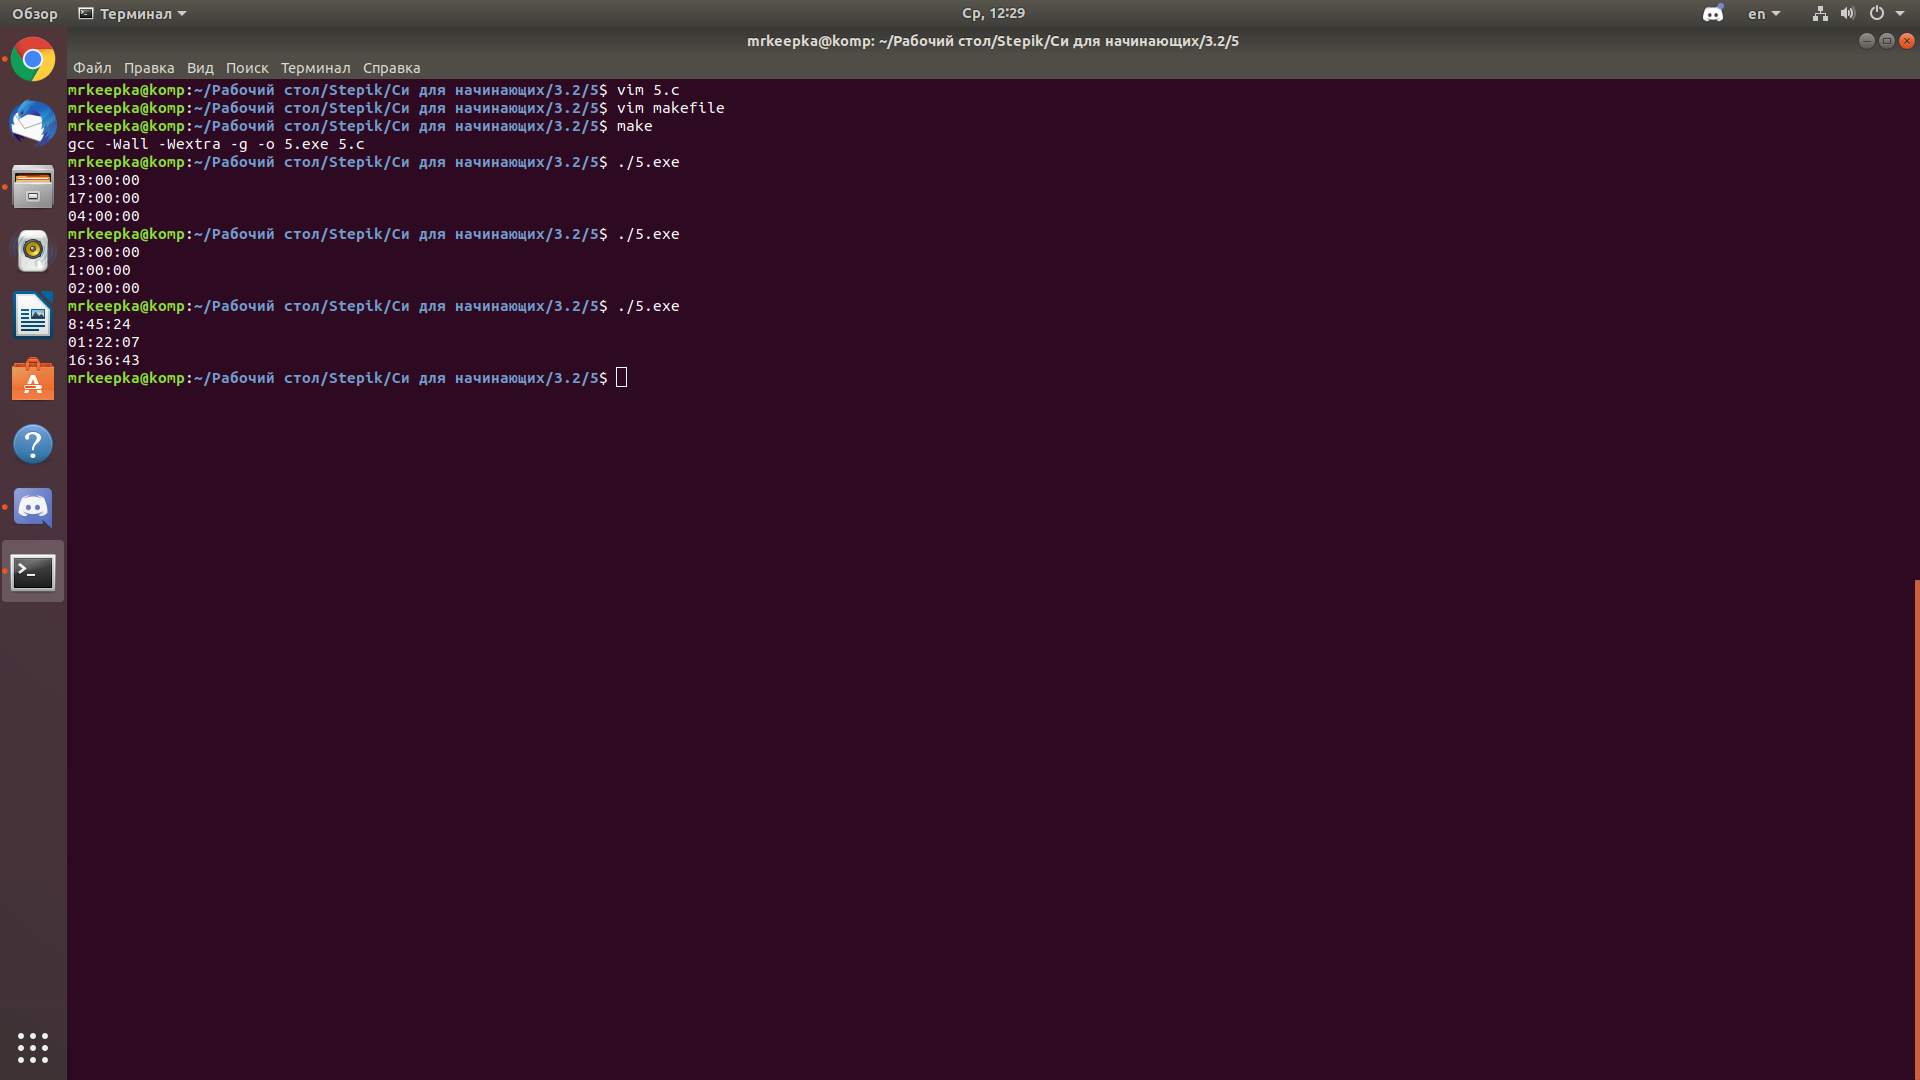 Обзор Терминал Ср, 12:29 en
mrkeepka@komp: ~/Рабочий стол/Stepik/Си для начинающих/3.2/5
Файл Правка Вид Поиск Терминал Справка
mrkeepka@komp:~/Рабочий стол/Stepik/Си для начинающих/3.2/5$ vim 5.c
mrkeepka@komp:~/Рабочий стол/Stepik/Си для начинающих/3.2/5$ vim makefile
mrkeepka@komp:~/Рабочий стол/Stepik/Си для начинающих/3.2/5$ make
gcc -Wall -Wextra -g -o 5.exe 5.c
mrkeepka@komp:~/Рабочий стол/Stepik/Си для начинающих/3.2/5$ ./5.exe
13:00:00
17:00:00
04:00:00
mrkeepka@komp:~/Рабочий стол/Stepik/Си для начинающих/3.2/5$ ./5.exe
23:00:00
1:00:00
02:00:00
mrkeepka@komp:~/Рабочий стол/Stepik/Си для начинающих/3.2/5$ ./5.exe
8:45:24
01:22:07
16:36:43
mrkeepka@komp:~/Рабочий стол/Stepik/Си для начинающих/3.2/5$